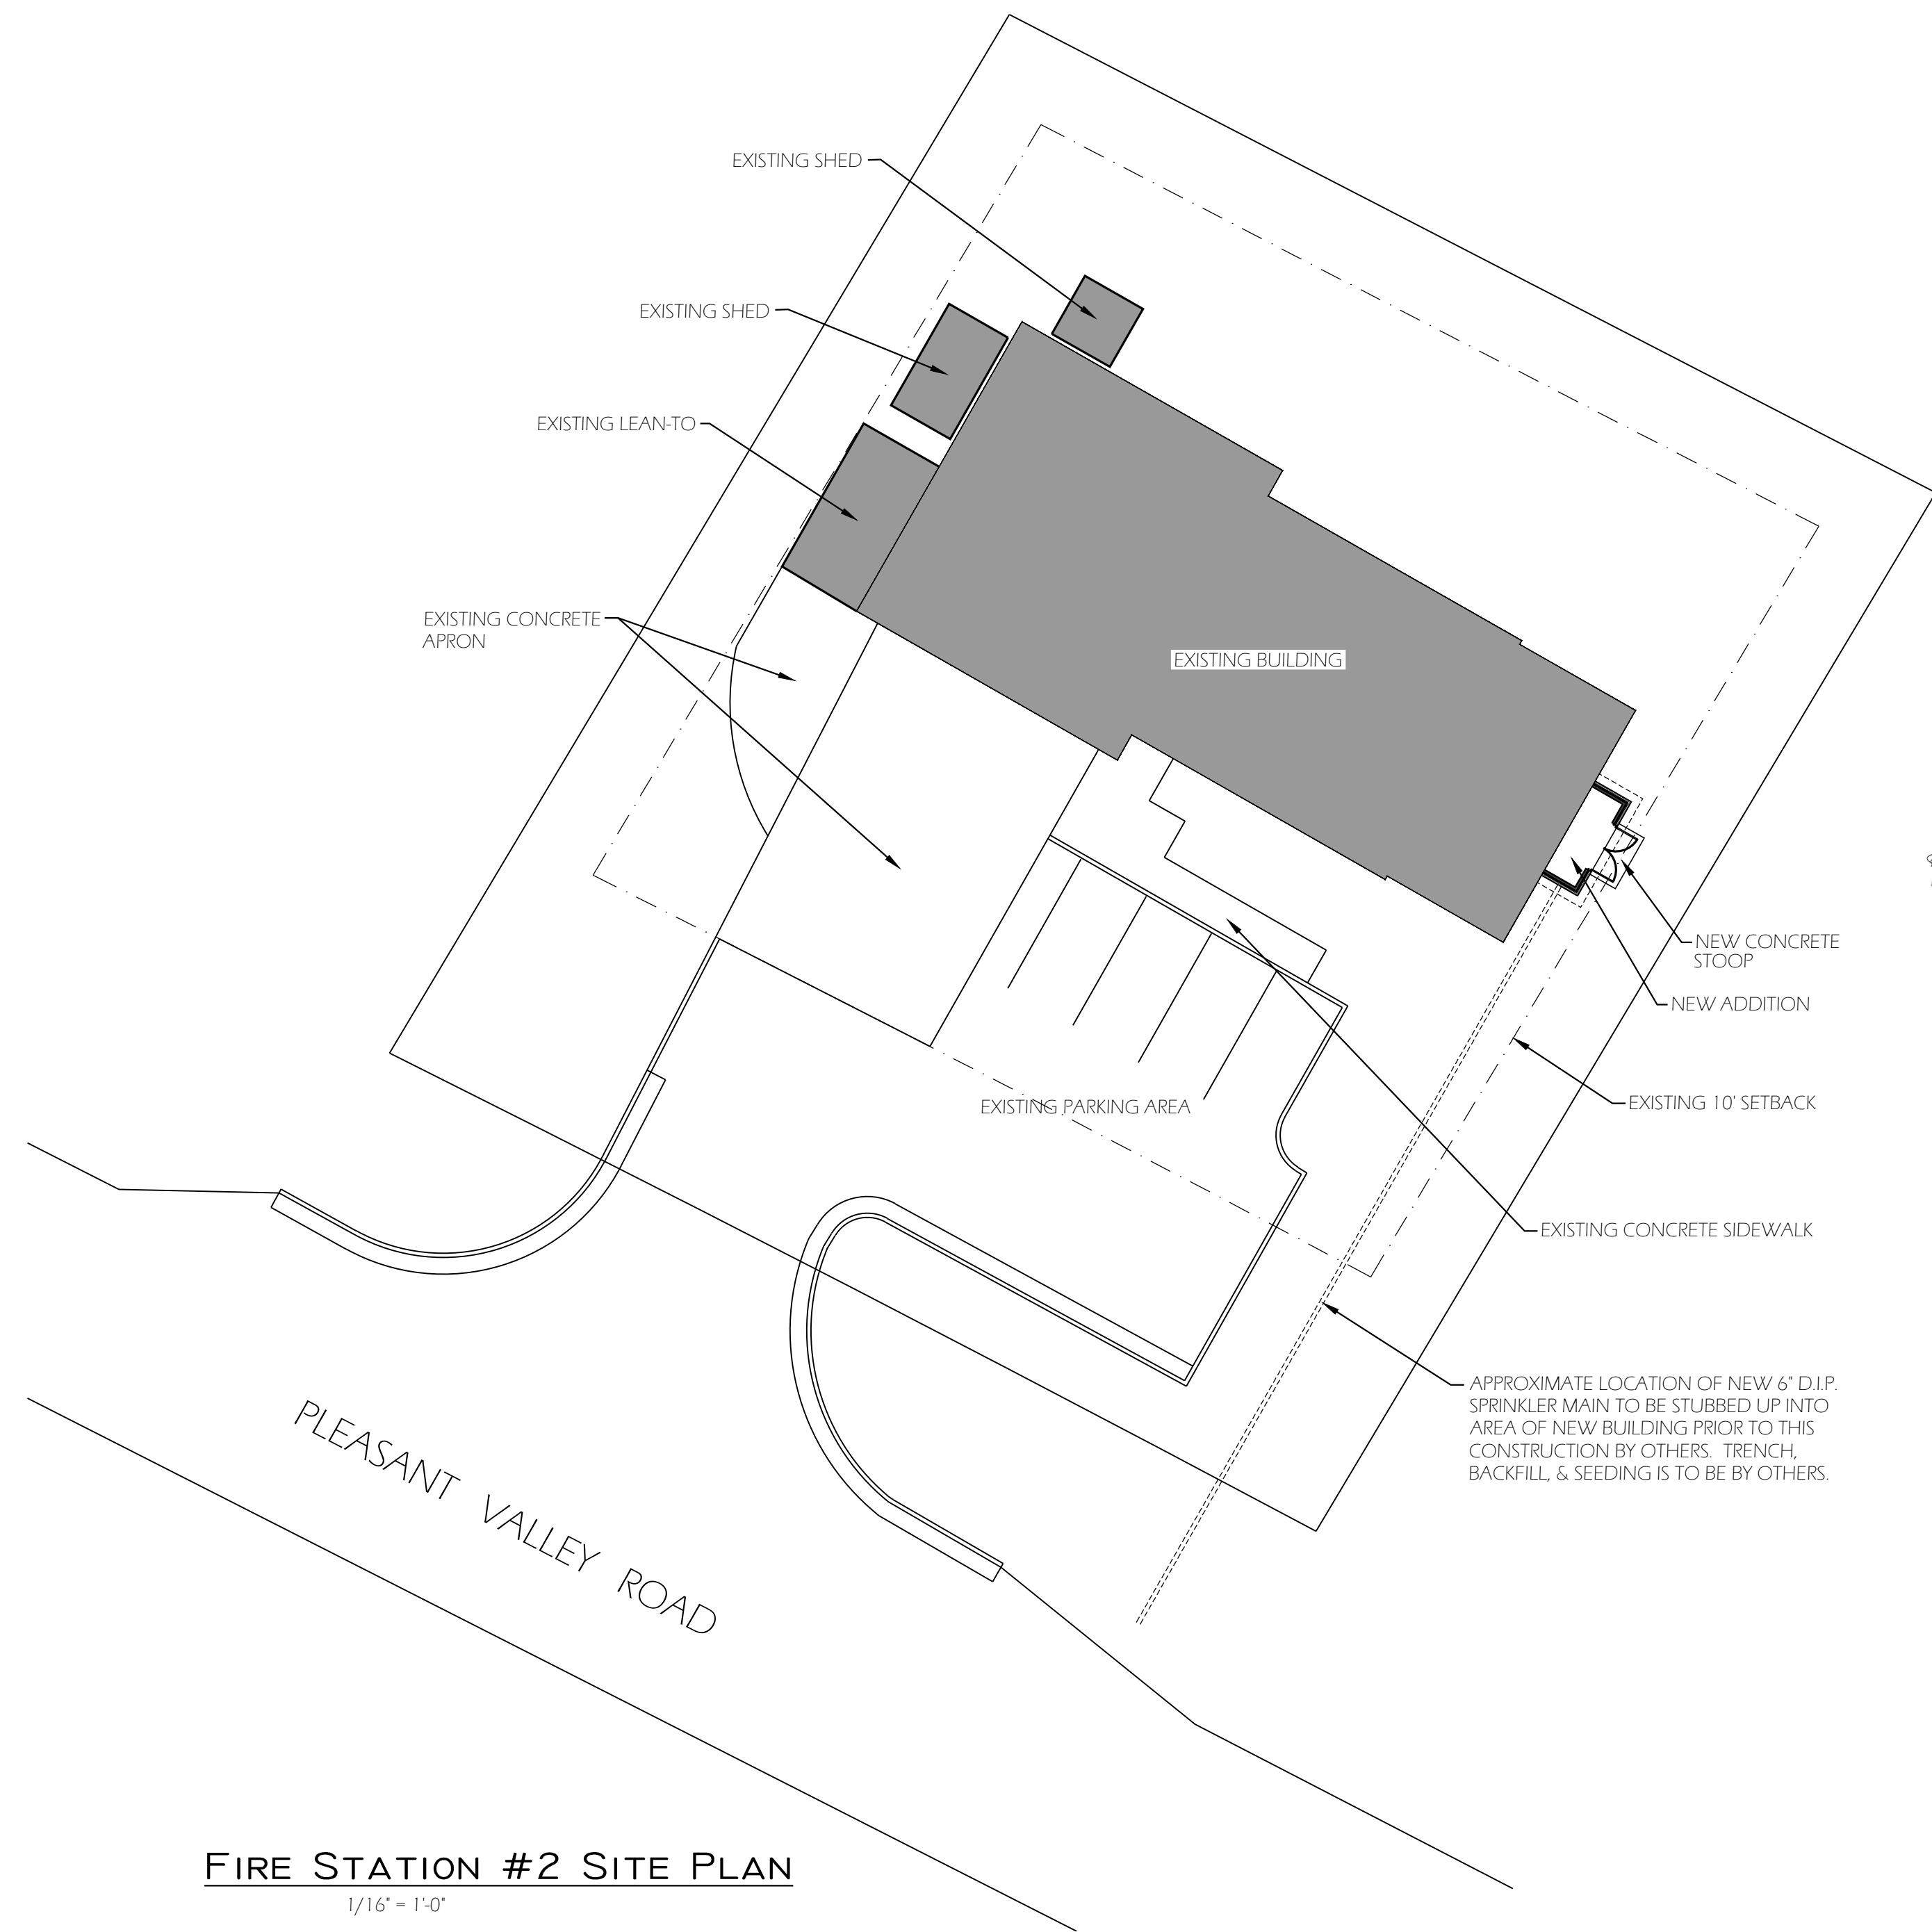 EXISTING SHED
EXISTING SHED
EXISTING LEAN-TO
EXISTING CONCRETE
APRON
EXISTING BUILDING
NEW CONCRETE
STOOP
NEW ADDITION
EXISTING 10' SETBACK
EXISTING PARKING AREA
EXISTING CONCRETE SIDEWALK
APPROXIMATE LOCATION OF NEW 6" D.I.P.
SPRINKLER MAIN TO BE STUBBED UP INTO
AREA OF NEW BUILDING PRIOR TO THIS
CONSTRUCTION BY OTHERS. TRENCH,
BACKFILL, & SEEDING IS TO BE BY OTHERS.
PLEASANT VALLEY ROAD
FIRE STATION #2 SITE PLAN
1/16" = 1'-0"